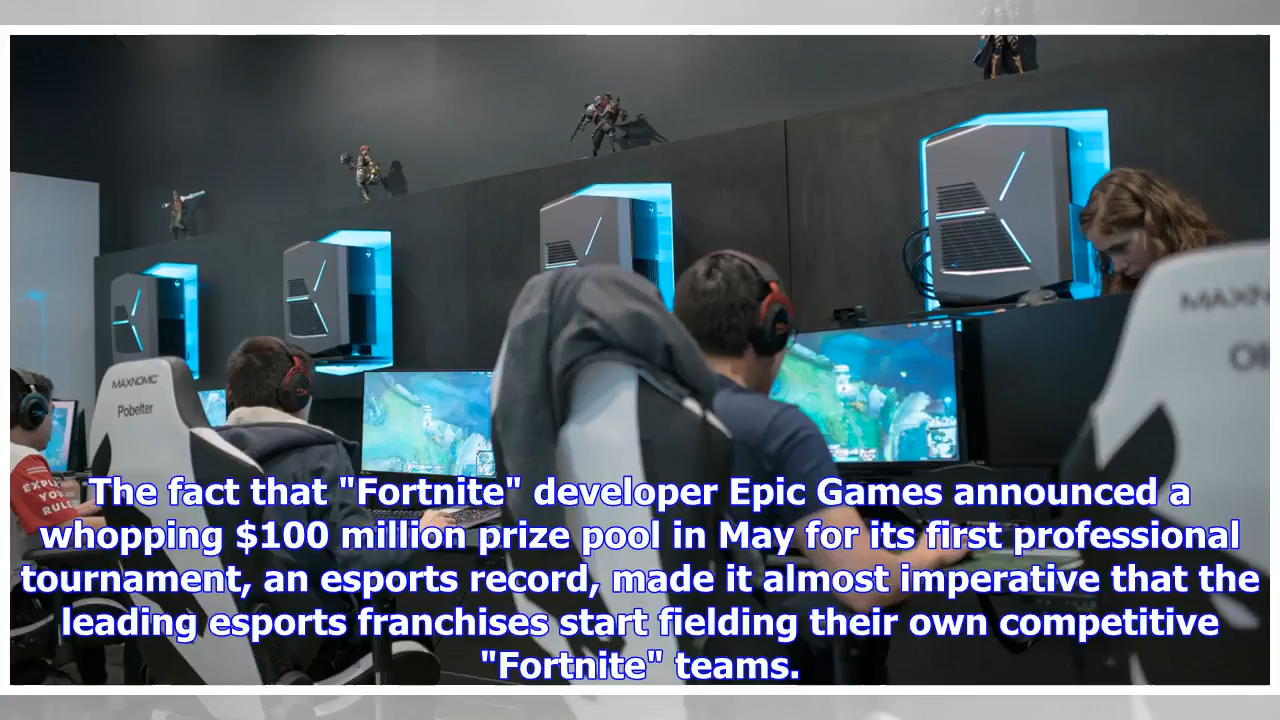 MAXNOMIC
Pobelter
The fact that "Fortnite" developer Epic Games announced a
whopping $100 million prize pool in May for its first professional
tournament, an esports record, made it almost imperative that the
leading esports franchises start fielding their own competitive
"Fortnite" teams.